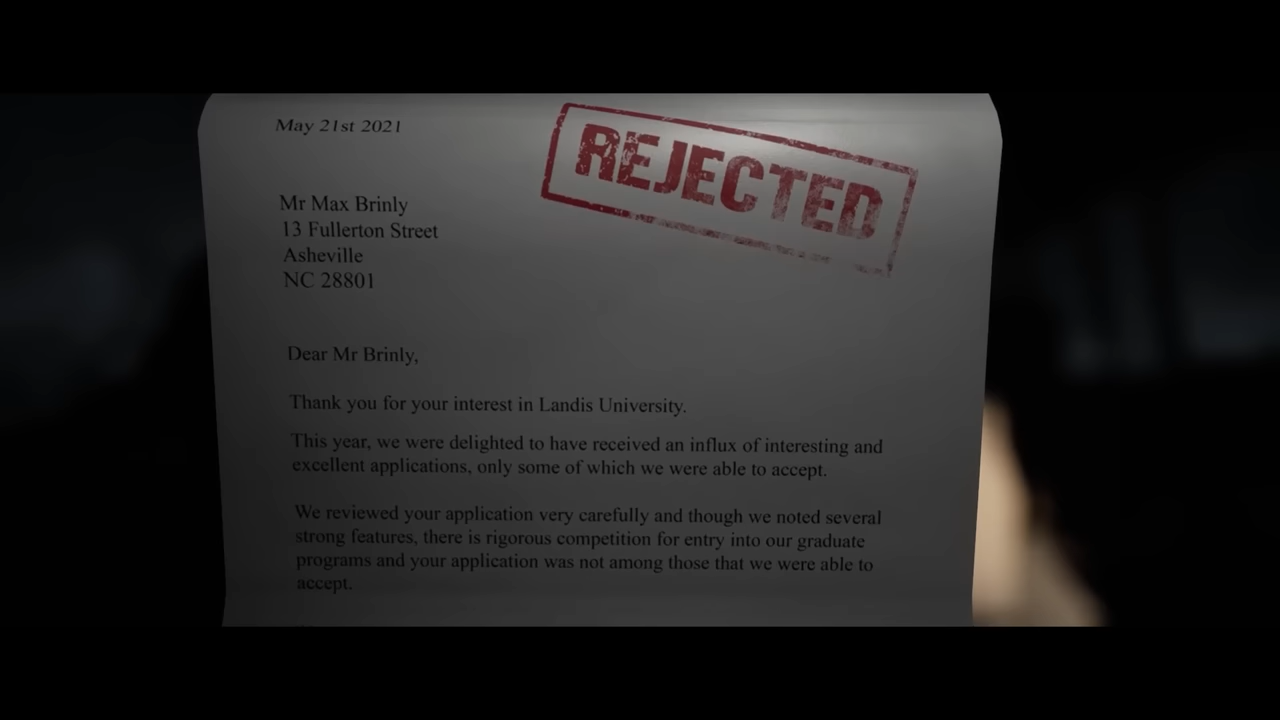 May 21st 2021
REJECTED
Mr Max Brinly
13 Fullerton Street
Asheville
NC 28801
Dear Mr Brinly,
Thank you for your interest in Landis University.
This year, we were delighted to have received an influx of interesting and
excellent applications, only some of which we were able to accept.
We reviewed your application very carefully and though we noted several
strong features, there is rigorous competition for entry into our graduate
programs and your application was not among those that we were able to
accept.